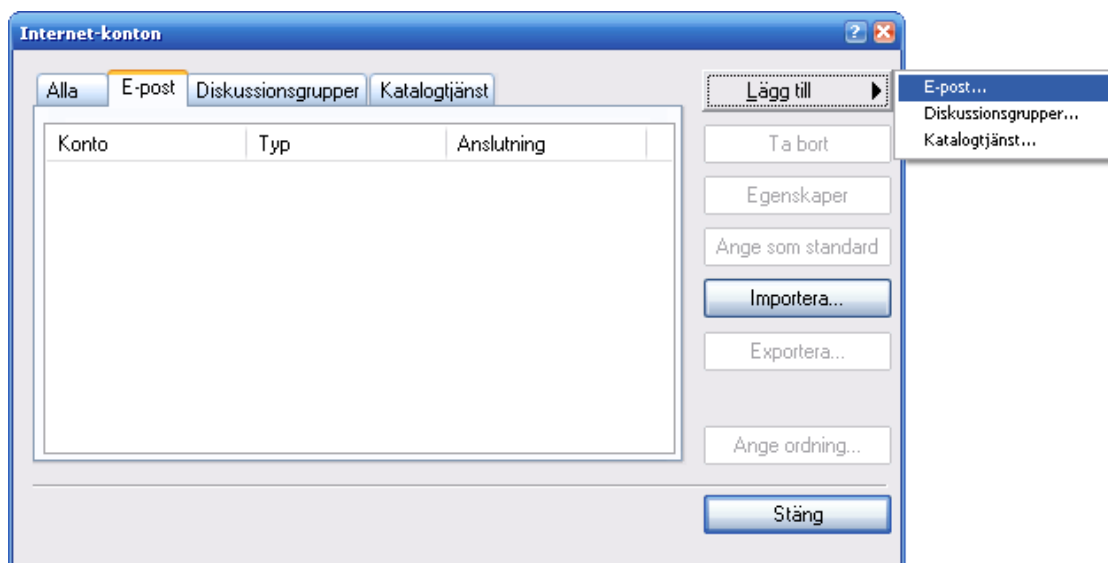 Internet-konton
Alla E-post Diskussionsgrupper Katalogtjänst
Konto Typ Anslutning
Lägg till
E-post...
Diskussionsgrupper...
Katalogtjänst...
Ta bort
Egenskaper
Ange som standard
Importera...
Exportera...
Ange ordning...
Stäng